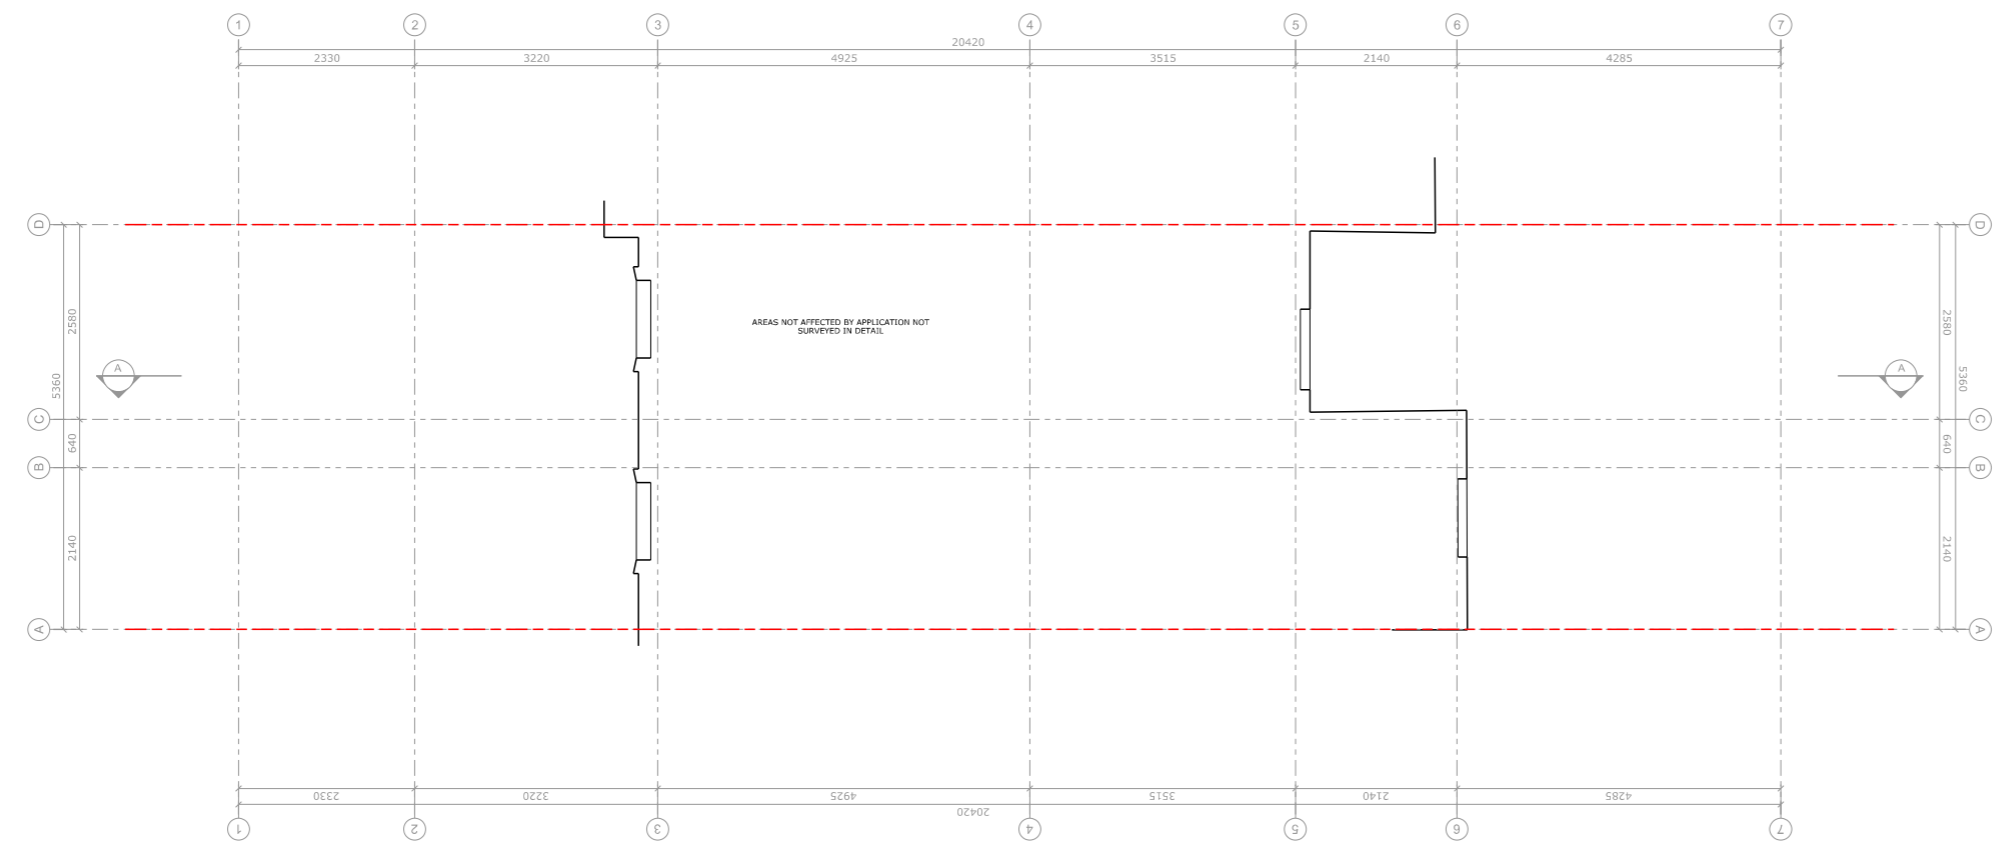 1 2 3 4 5 6 7
20420
2330 3220 4925 3515 2140 4285
D D
2580 2580
AREAS NOT AFFECTED BY APPLICATION NOT
SURVEYED IN DETAIL
A A
5360 5360
C C
640 640
B B
2140 2140
A A
2330 3220 4925 3515 2140 4285
20420
1 2 3 4 5 6 7